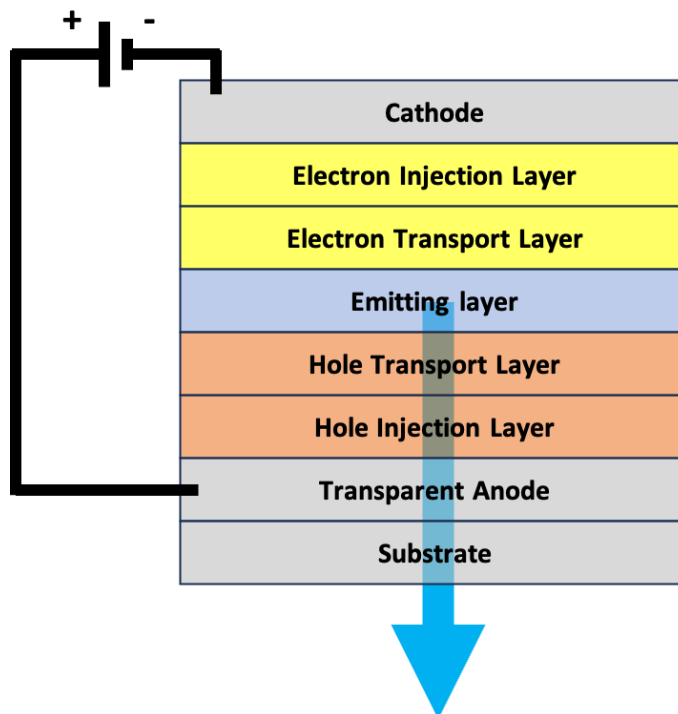 + -
Cathode
Electron Injection Layer
Electron Transport Layer
Emitting layer
Hole Transport Layer
Hole Injection Layer
Transparent Anode
Substrate